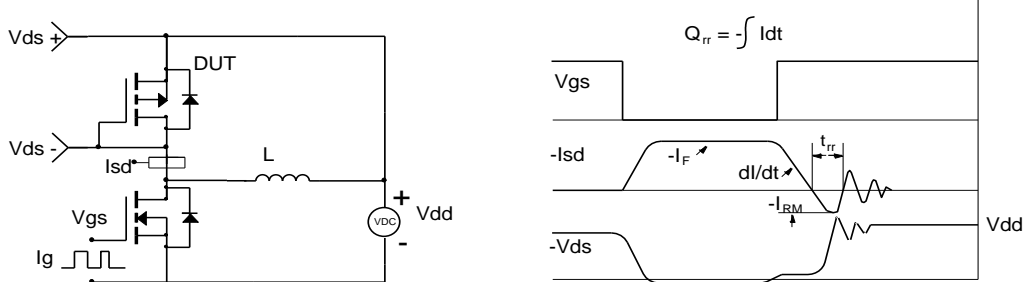 Vds +
DUT
Vds -
Isd
L
Vgs
Ig
VDC
+
-
Vdd
Qrr = -∫ Idt
Vgs
-Isd
-IF
dI/dt
trr
-IRM
Vdd
-Vds